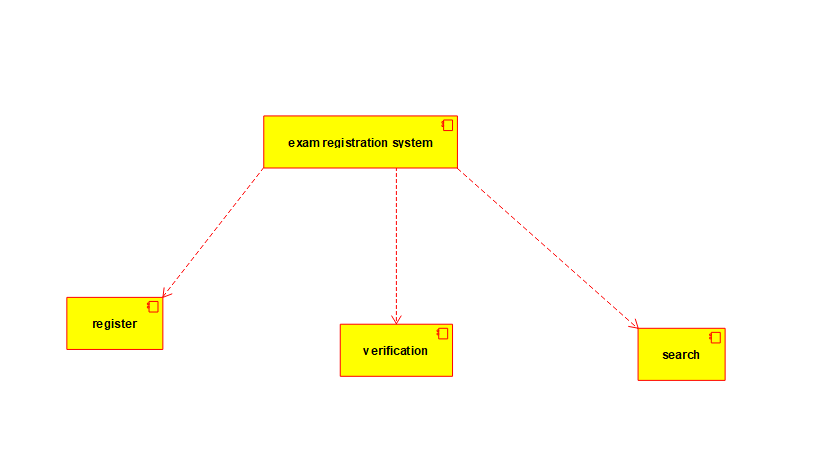 exam registration system
register
verification
search